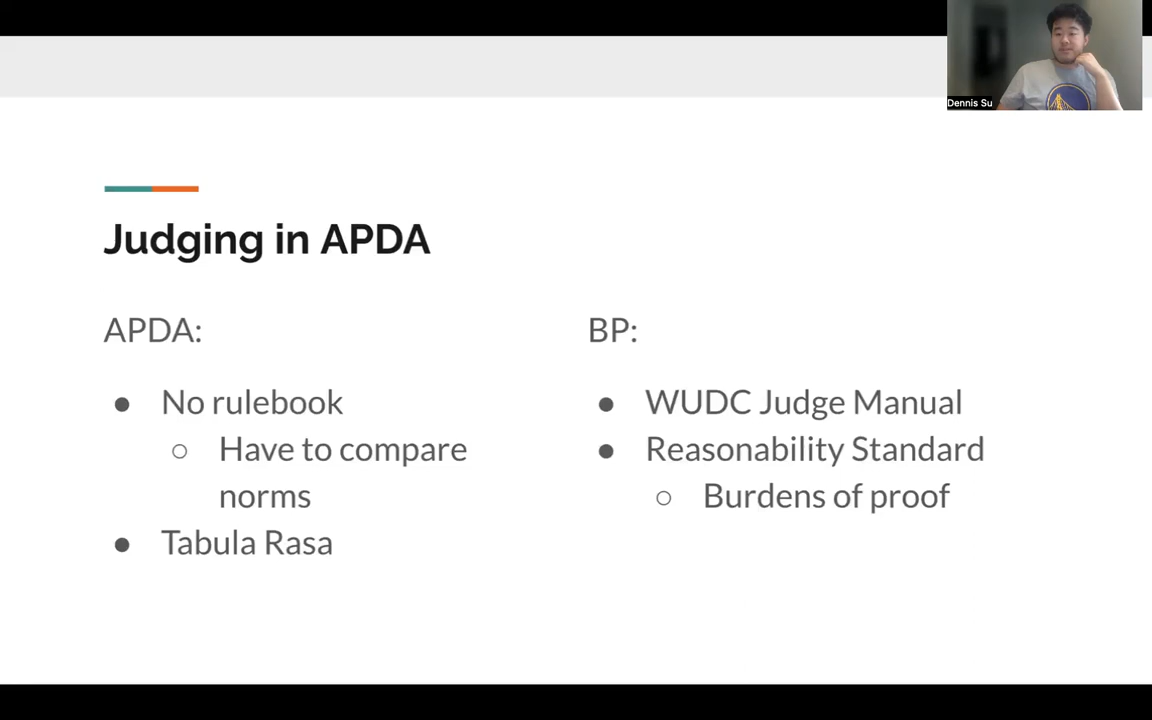 Dennis Su
Judging in APDA
APDA:
● No rulebook
○ Have to compare
norms
● Tabula Rasa
BP:
● WUDC Judge Manual
● Reasonability Standard
○ Burdens of proof